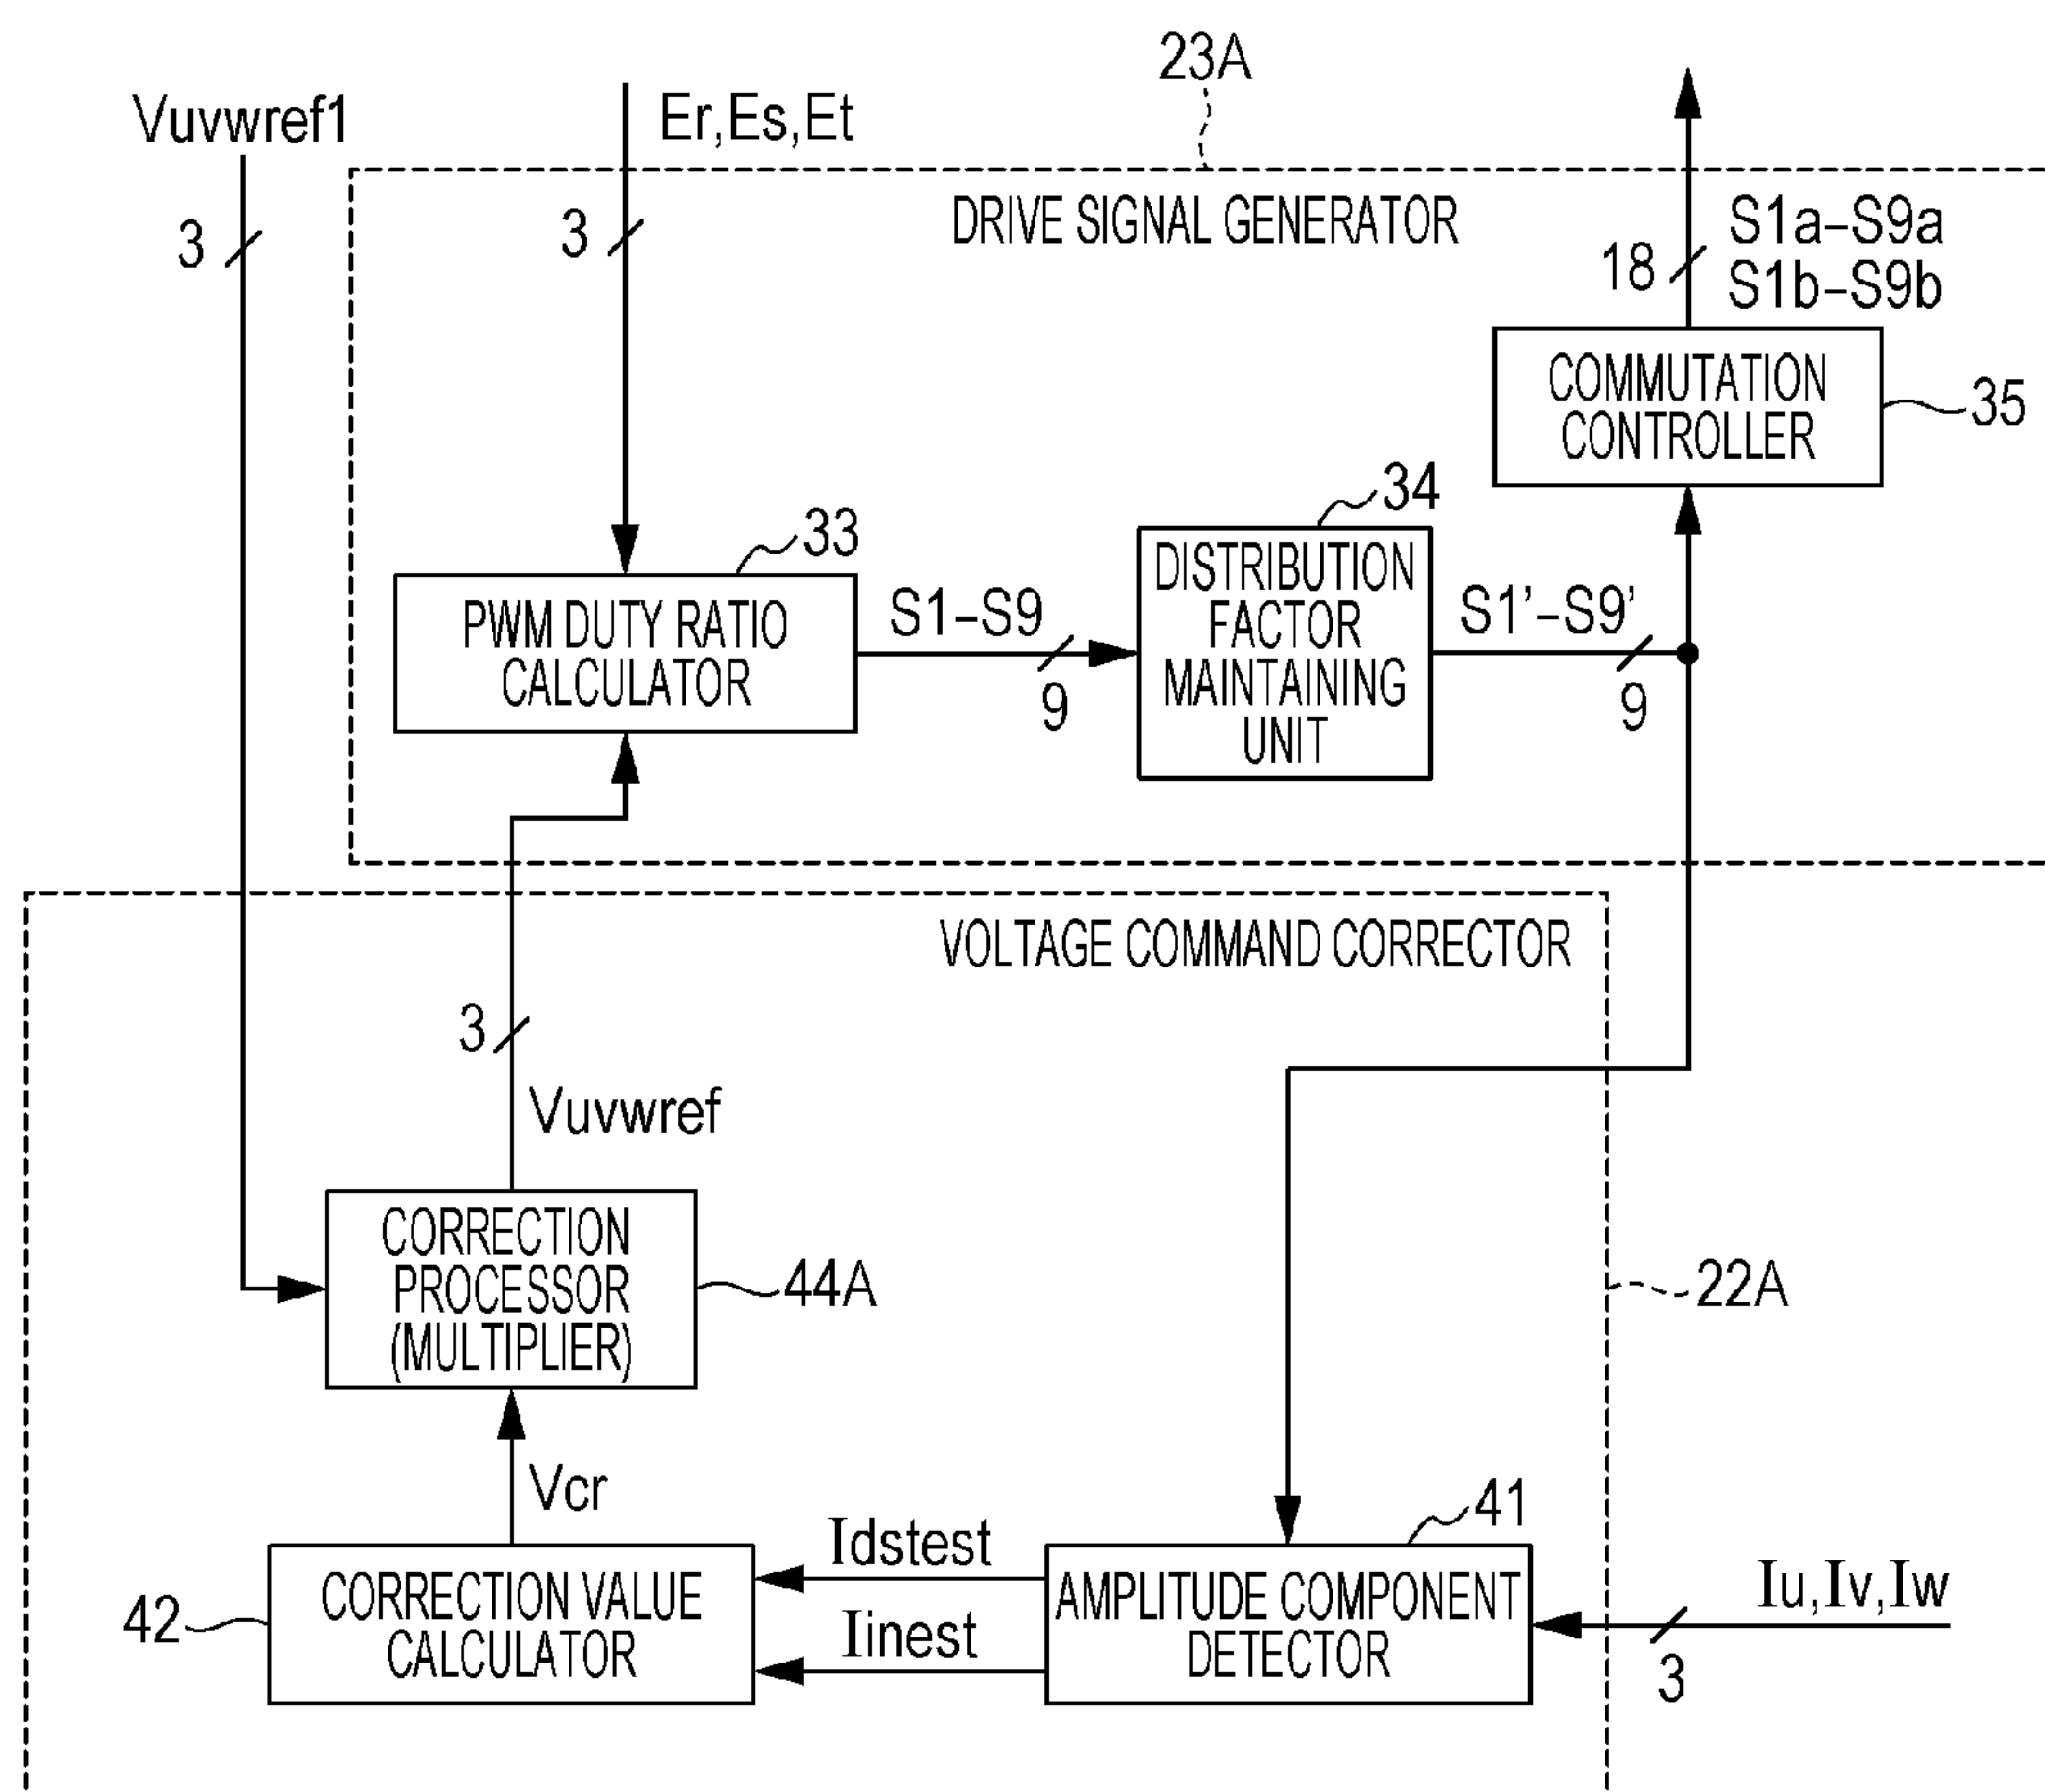 23A
Vuvwref1
Er,Es,Et
3
3
DRIVE SIGNAL GENERATOR
18
S1a–S9a
S1b–S9b
COMMUTATION
CONTROLLER
35
34
33
PWM DUTY RATIO
CALCULATOR
S1–S9
9
DISTRIBUTION
FACTOR
MAINTAINING
UNIT
S1’–S9’
9
VOLTAGE COMMAND CORRECTOR
3
Vuvwref
CORRECTION
PROCESSOR
(MULTIPLIER)
44A
22A
Vcr
41
42
CORRECTION VALUE
CALCULATOR
Idstest
Iinest
AMPLITUDE COMPONENT
DETECTOR
Iu,Iv,Iw
3